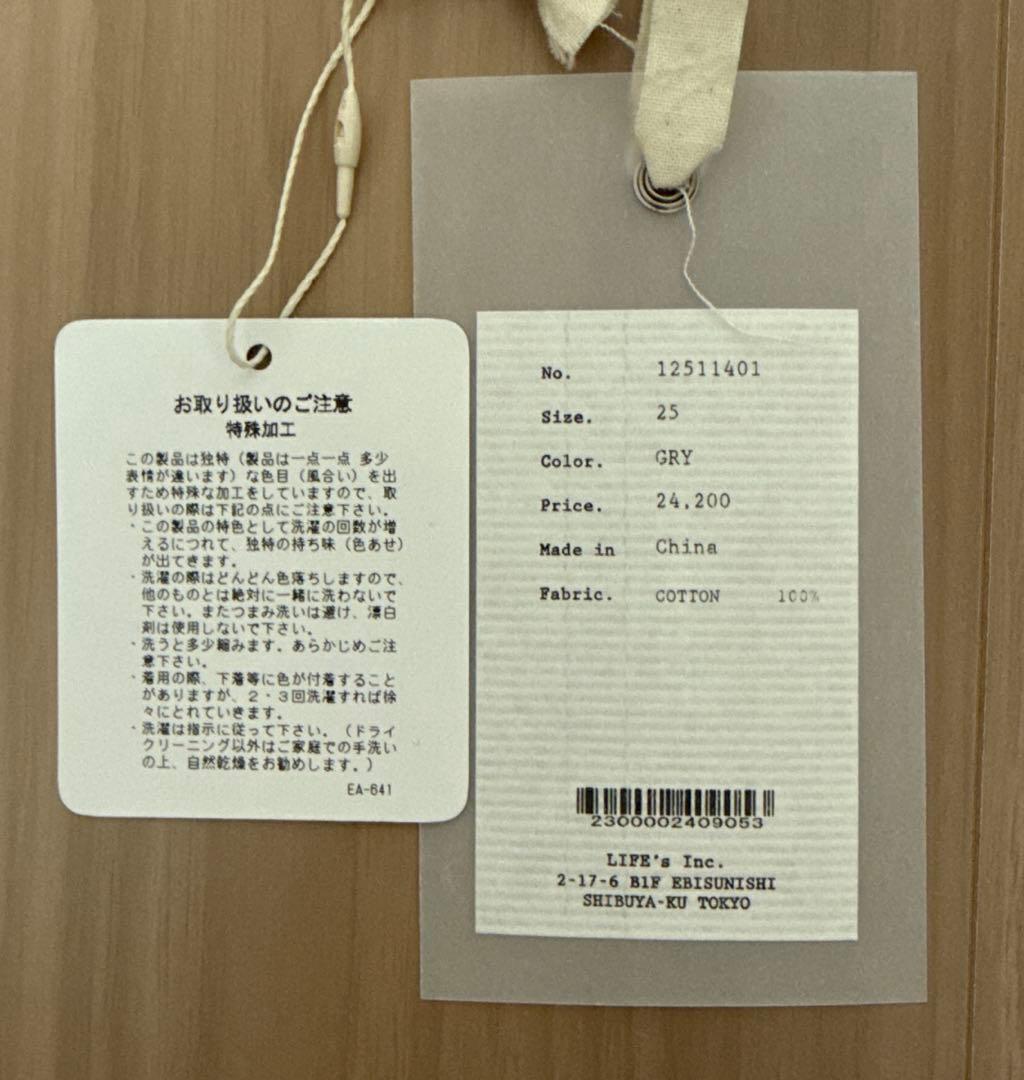 お取り扱いのご注意
特殊加工
この製品は独特（製品は一点一点 多少
表情が違います）な色目（風合い）を出
すため特殊な加工をしていますので、取
り扱いの際は下記の点にご注意下さい。
・この製品の特色として洗濯の回数が増
えるにつれて、独特の持ち味（色あせ）
が出てきます。
・洗濯の際はどんどん色落ちしますので、
他のものとは絶対に一緒に洗わないで
下さい。またつまみ洗いは避け、漂白
剤は使用しないで下さい。
・洗うと多少縮みます。あらかじめご注
意下さい。
・着用の際、下着等に色が付着すること
がありますが、２・３回洗濯すれば徐
々にとれていきます。
・洗濯は指示に従って下さい。（ドライ
クリーニング以外はご家庭での手洗い
の上、自然乾燥をお勧めします。）
EA-641
No. 12511401
Size. 25
Color. GRY
Price. 24,200
Made in China
Fabric. COTTON 100%
2300002409053
LIFE's Inc.
2-17-6 B1F EBISUNISHI
SHIBUYA-KU TOKYO